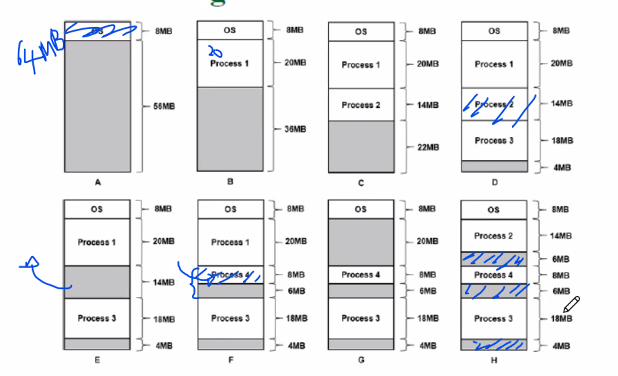 64MB
OS 8MB
56MB
A
OS 8MB
20
Process 1 20MB
36MB
B
OS 8MB
Process 1 20MB
Process 2 14MB
22MB
C
OS 8MB
Process 1 20MB
Process 2 14MB
Process 3 18MB
4MB
D
OS 8MB
Process 1 20MB
14MB
Process 3 18MB
4MB
E
OS 8MB
Process 1 20MB
Process 4 8MB
6MB
Process 3 18MB
4MB
F
OS 8MB
20MB
Process 4 8MB
6MB
Process 3 18MB
4MB
G
OS 8MB
Process 2 14MB
6MB
Process 4 8MB
6MB
Process 3 18MB
4MB
H